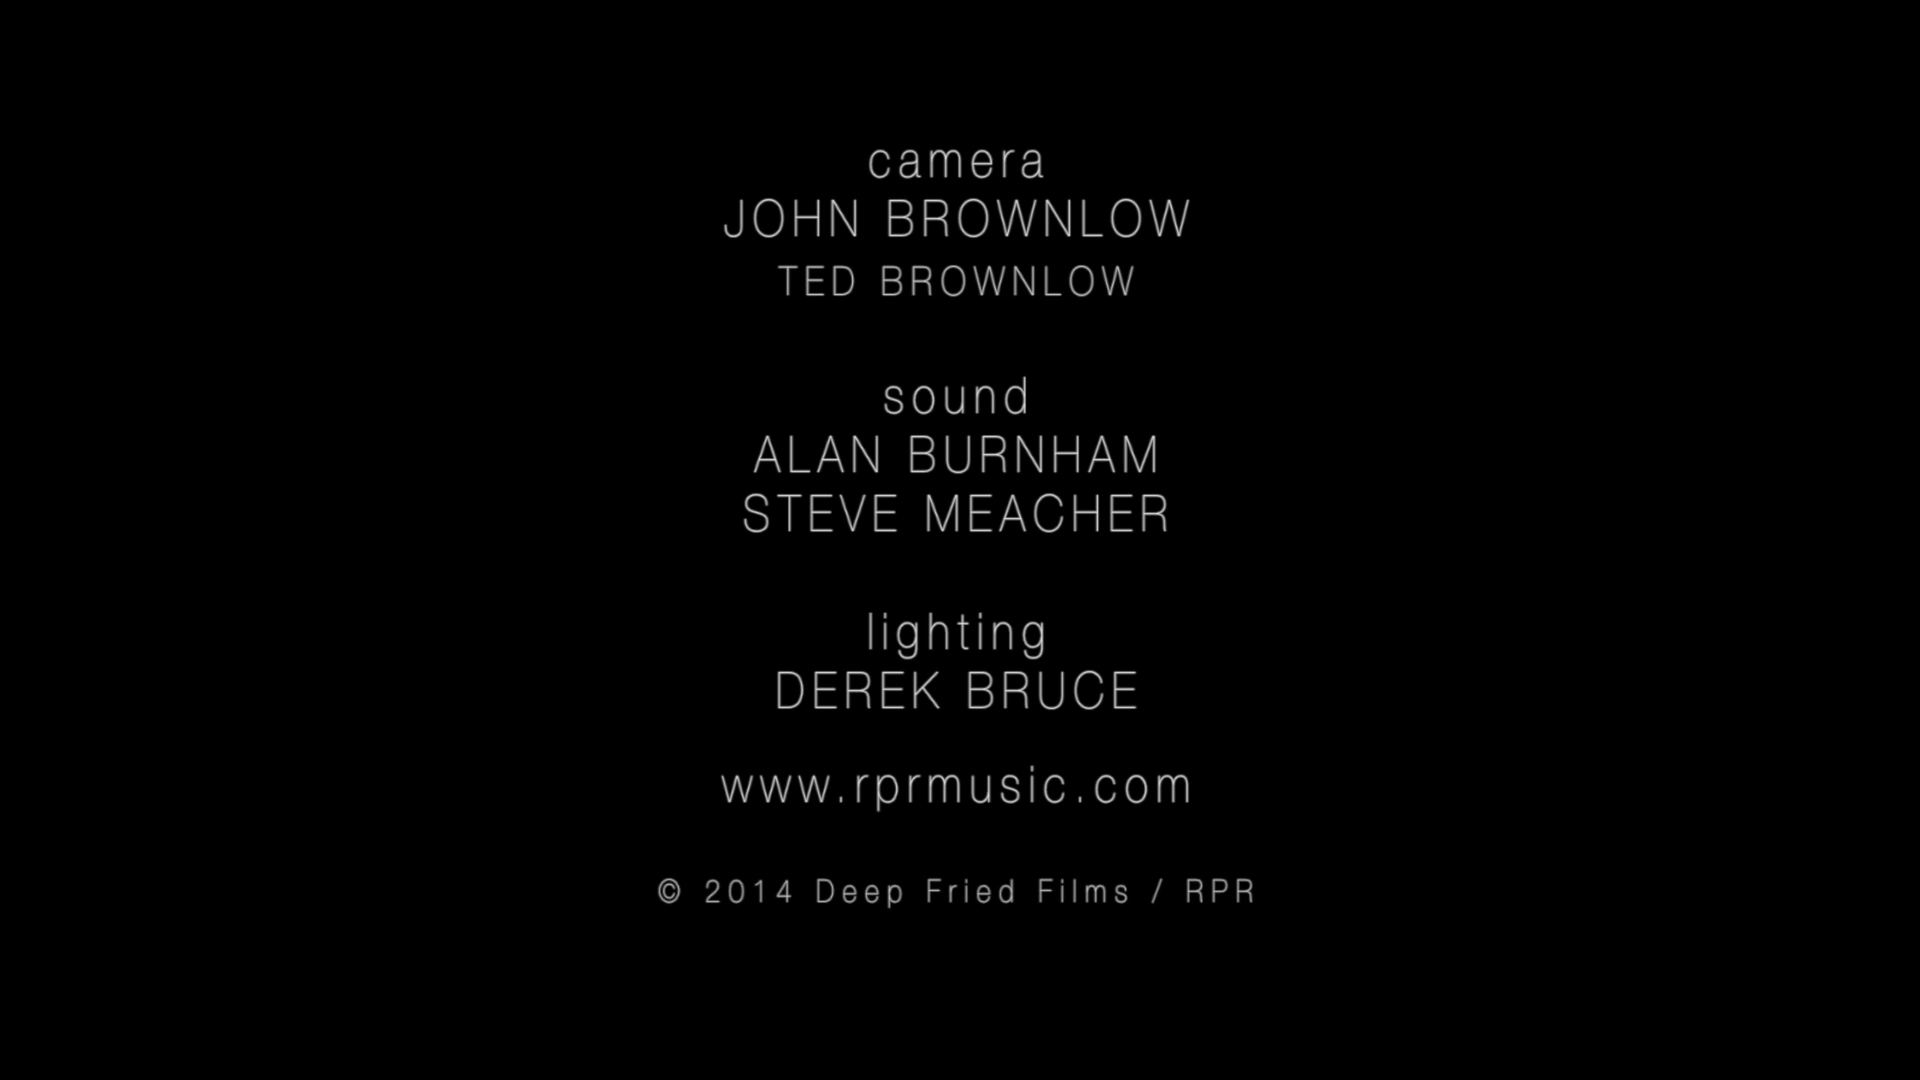 camera
JOHN BROWNLOW
TED BROWNLOW
sound
ALAN BURNHAM
STEVE MEACHER
lighting
DEREK BRUCE
www.rprmusic.com
© 2014 Deep Fried Films / RPR